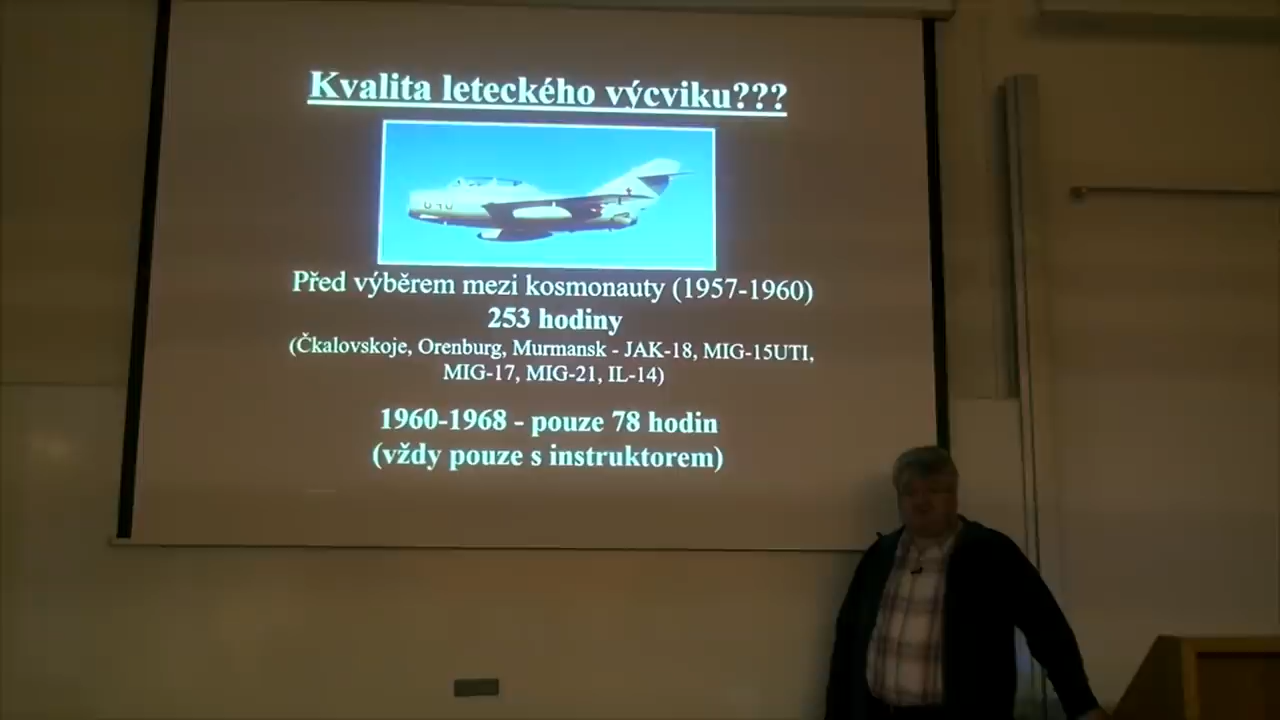 Kvalita leteckého výcviku???
Před výběrem mezi kosmonauty (1957-1960)
253 hodiny
(Čkalovskoje, Orenburg, Murmansk - JAK-18, MIG-15UTI,
MIG-17, MIG-21, IL-14)
1960-1968 - pouze 78 hodin
(vždy pouze s instruktorem)